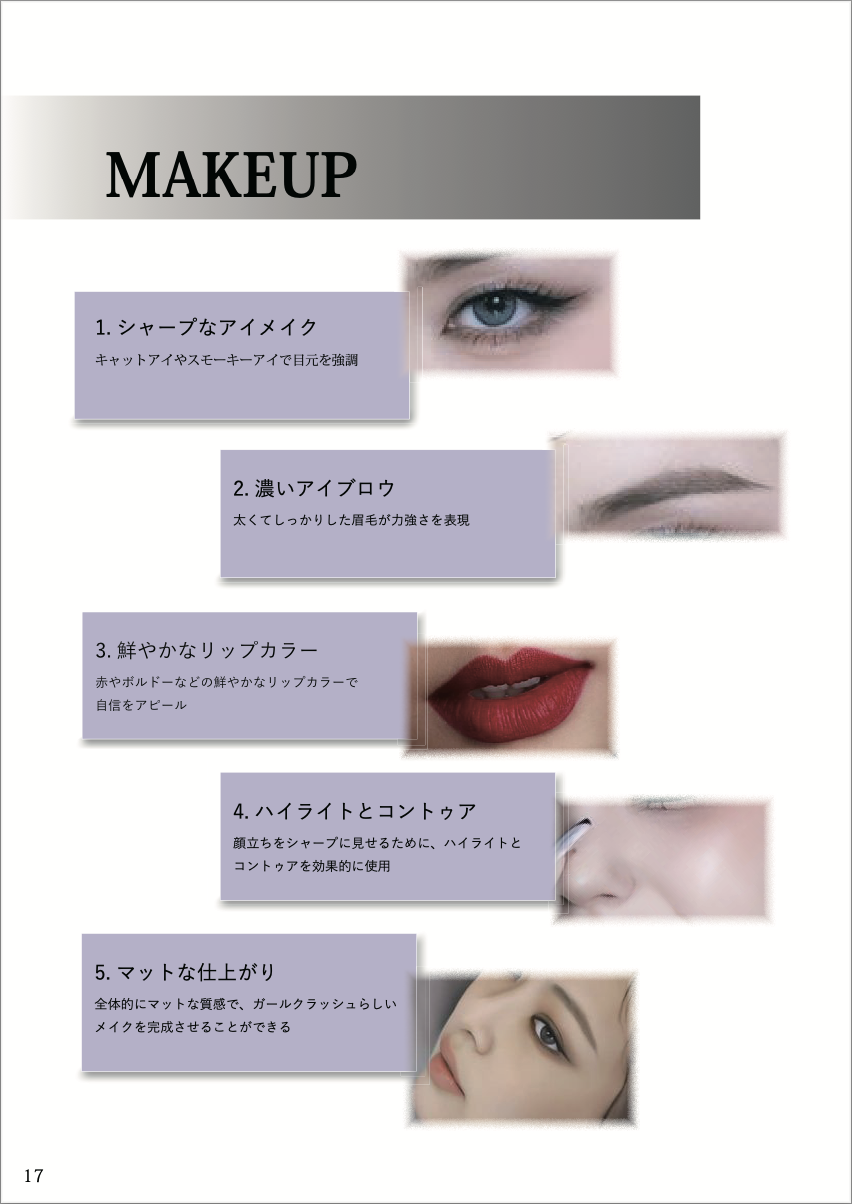 MAKEUP
1. シャープなアイメイク
キャットアイやスモーキーアイで目元を強調
2. 濃いアイブロウ
太くてしっかりした眉毛が力強さを表現
3. 鮮やかなリップカラー
赤やボルドーなどの鮮やかなリップカラーで
自信をアピール
4. ハイライトとコントゥア
顔立ちをシャープに見せるために、ハイライトと
コントゥアを効果的に使用
5. マットな仕上がり
全体的にマットな質感で、ガールクラッシュらしい
メイクを完成させることができる
17